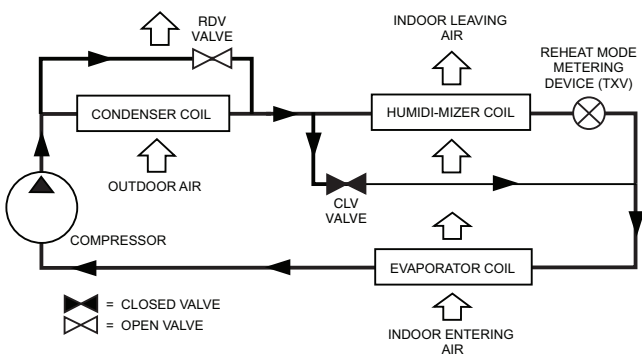 RDV
VALVE
INDOOR LEAVING
AIR
REHEAT MODE
METERING
DEVICE (TXV)
CONDENSER COIL
HUMIDI-MIZER COIL
OUTDOOR AIR
CLV
VALVE
COMPRESSOR
EVAPORATOR COIL
= CLOSED VALVE
= OPEN VALVE
INDOOR ENTERING
AIR